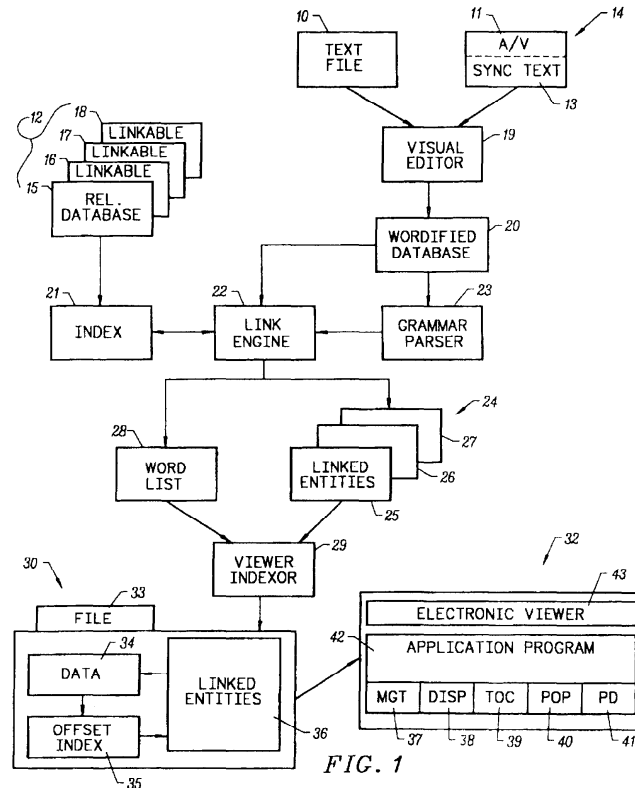 10
TEXT
FILE
11
A/V
SYNC TEXT
13
14
12
18
LINKABLE
17
LINKABLE
16
LINKABLE
15
REL.
DATABASE
VISUAL
EDITOR
19
WORDIFIED
DATABASE
20
21
INDEX
22
LINK
ENGINE
23
GRAMMAR
PARSER
28
WORD
LIST
24
27
26
LINKED
ENTITIES
25
VIEWER
INDEXOR
29
30
33
FILE
34
DATA
OFFSET
INDEX
35
LINKED
ENTITIES
36
32
43
ELECTRONIC VIEWER
42
APPLICATION PROGRAM
MGT DISP TOC POP PD
37 38 39 40 41
FIG. 1